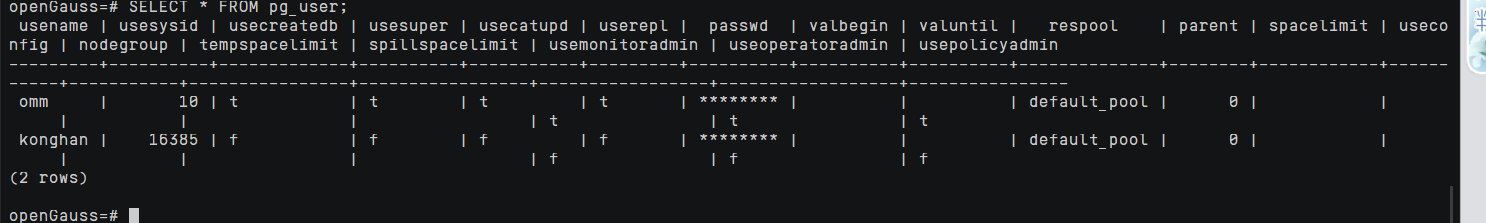 openGauss=# SELECT * FROM pg_user;
 usename | usesysid | usecreatedb | usesuper | usecatupd | userepl |  passwd  | valbegin | valuntil |   respool    | parent | spacelimit | useco
nfig | nodegroup | tempspacelimit | spillspacelimit | usemonitoradmin | useoperatoradmin | usepolicyadmin
---------+----------+-------------+----------+-----------+---------+----------+----------+----------+--------------+--------+------------+------
-----+-----------+----------------+-----------------+-----------------+------------------+----------------
 omm     |       10 | t           | t        | t         | t       | ******** |          |          | default_pool |      0 |            |
     |           |                |                 | t               | t                | t
 konghan |    16385 | f           | f        | f         | f       | ******** |          |          | default_pool |      0 |            |
     |           |                |                 | f               | f                | f
(2 rows)
openGauss=#